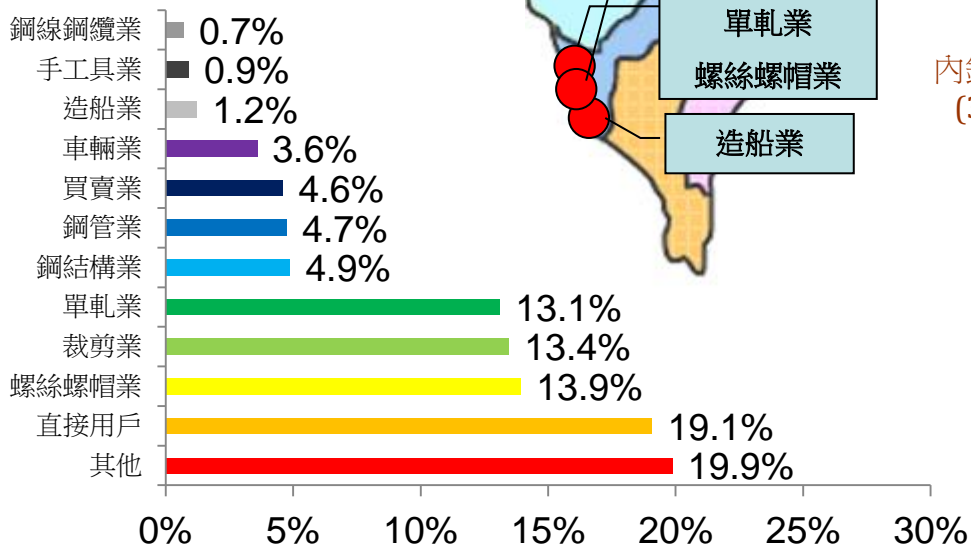 鋼線鋼纜業 0.7%
手工具業 0.9%
造船業 1.2%
車輛業 3.6%
買賣業 4.6%
鋼管業 4.7%
鋼結構業 4.9%
單軋業 13.1%
裁剪業 13.4%
螺絲螺帽業 13.9%
直接用戶 19.1%
其他 19.9%
0% 5% 10% 15% 20% 25% 30%
單軋業
螺絲螺帽業
造船業
內
(3